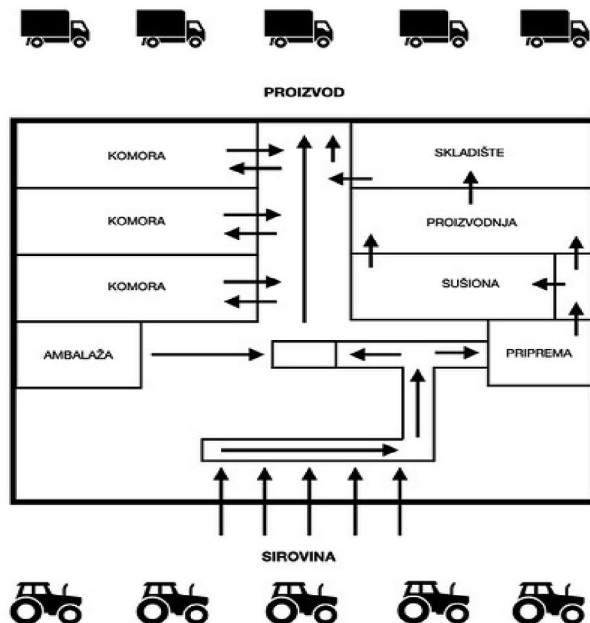 PROIZVOD
KOMORA
SKLADIŠTE
KOMORA
PROIZVODNJA
KOMORA
SUŠIONA
AMBALAŽA
PRIPREMA
SIROVINA